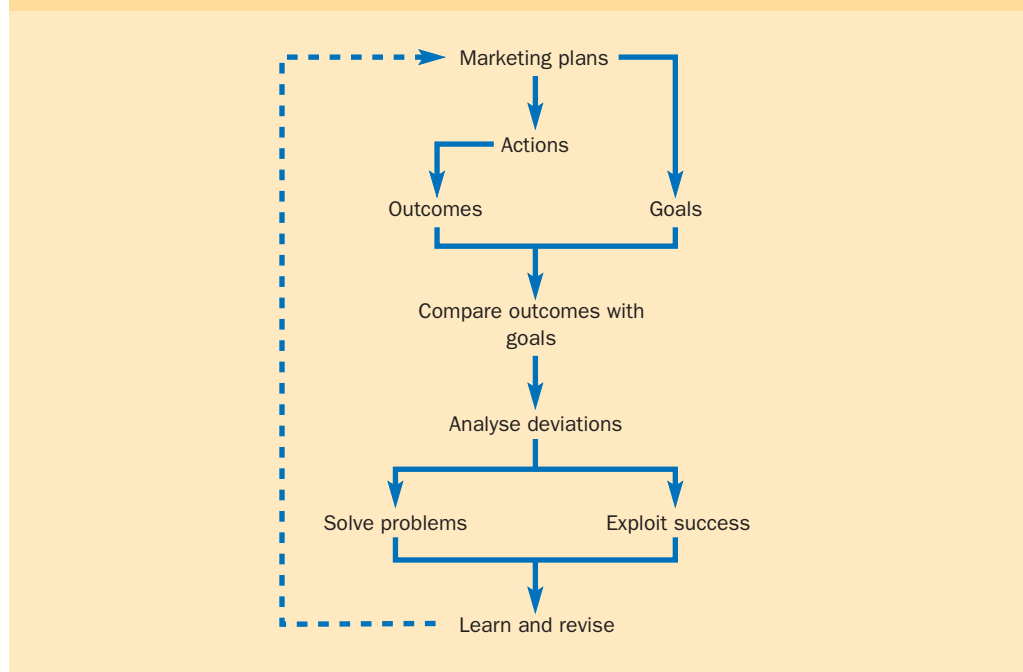 Marketing plans
Actions
Outcomes
Goals
Compare outcomes with
goals
Analyse deviations
Solve problems
Exploit success
Learn and revise